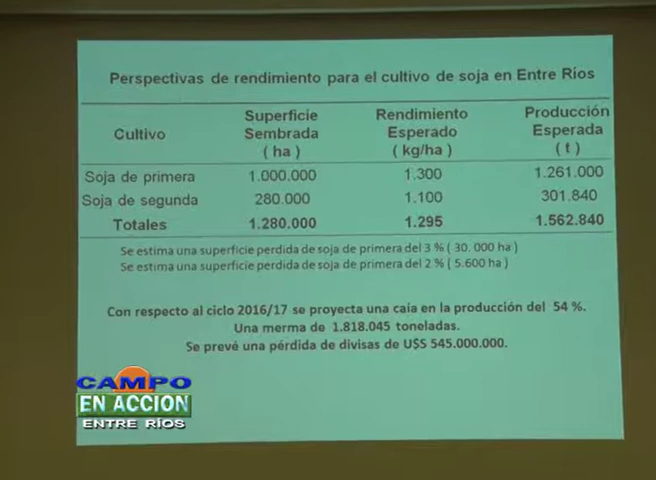 Perspectivas de rendimiento para el cultivo de soja en Entre Ríos
Cultivo Superficie Sembrada ( ha ) Rendimiento Esperado ( kg/ha ) Producción Esperada ( t )
Soja de primera 1.000.000 1.300 1.261.000
Soja de segunda 280.000 1.100 301.840
Totales 1.280.000 1.295 1.562.840
Se estima una superficie perdida de soja de primera del 3 % ( 30. 000 ha )
Se estima una superficie perdida de soja de primera del 2 % ( 5.600 ha )
Con respecto al ciclo 2016/17 se proyecta una caia en la producción del 54 %.
Una merma de 1.818.045 toneladas.
Se prevé una pérdida de divisas de U$S 545.000.000.
CAMPO
EN ACCION
ENTRE RÍOS